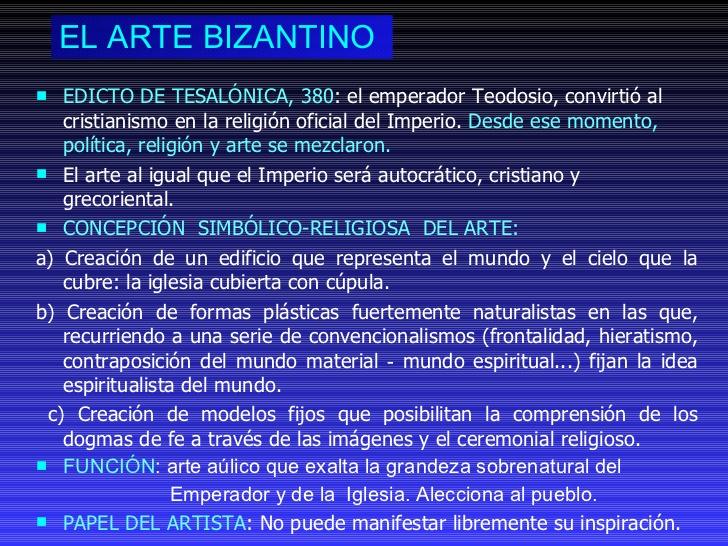 EL ARTE BIZANTINO
EDICTO DE TESALÓNICA, 380: el emperador Teodosio, convirtió al
cristianismo en la religión oficial del Imperio. Desde ese momento,
política, religión y arte se mezclaron.
El arte al igual que el Imperio será autocrático, cristiano y
grecoriental.
CONCEPCIÓN SIMBÓLICO-RELIGIOSA DEL ARTE:
a) Creación de un edificio que representa el mundo y el cielo que la
cubre: la iglesia cubierta con cúpula.
b) Creación de formas plásticas fuertemente naturalistas en las que,
recurriendo a una serie de convencionalismos (frontalidad, hieratismo,
contraposición del mundo material - mundo espiritual...) fijan la idea
espiritualista del mundo.
c) Creación de modelos fijos que posibilitan la comprensión de los
dogmas de fe a través de las imágenes y el ceremonial religioso.
FUNCIÓN: arte aúlico que exalta la grandeza sobrenatural del
Emperador y de la Iglesia. Alecciona al pueblo.
PAPEL DEL ARTISTA: No puede manifestar libremente su inspiración.